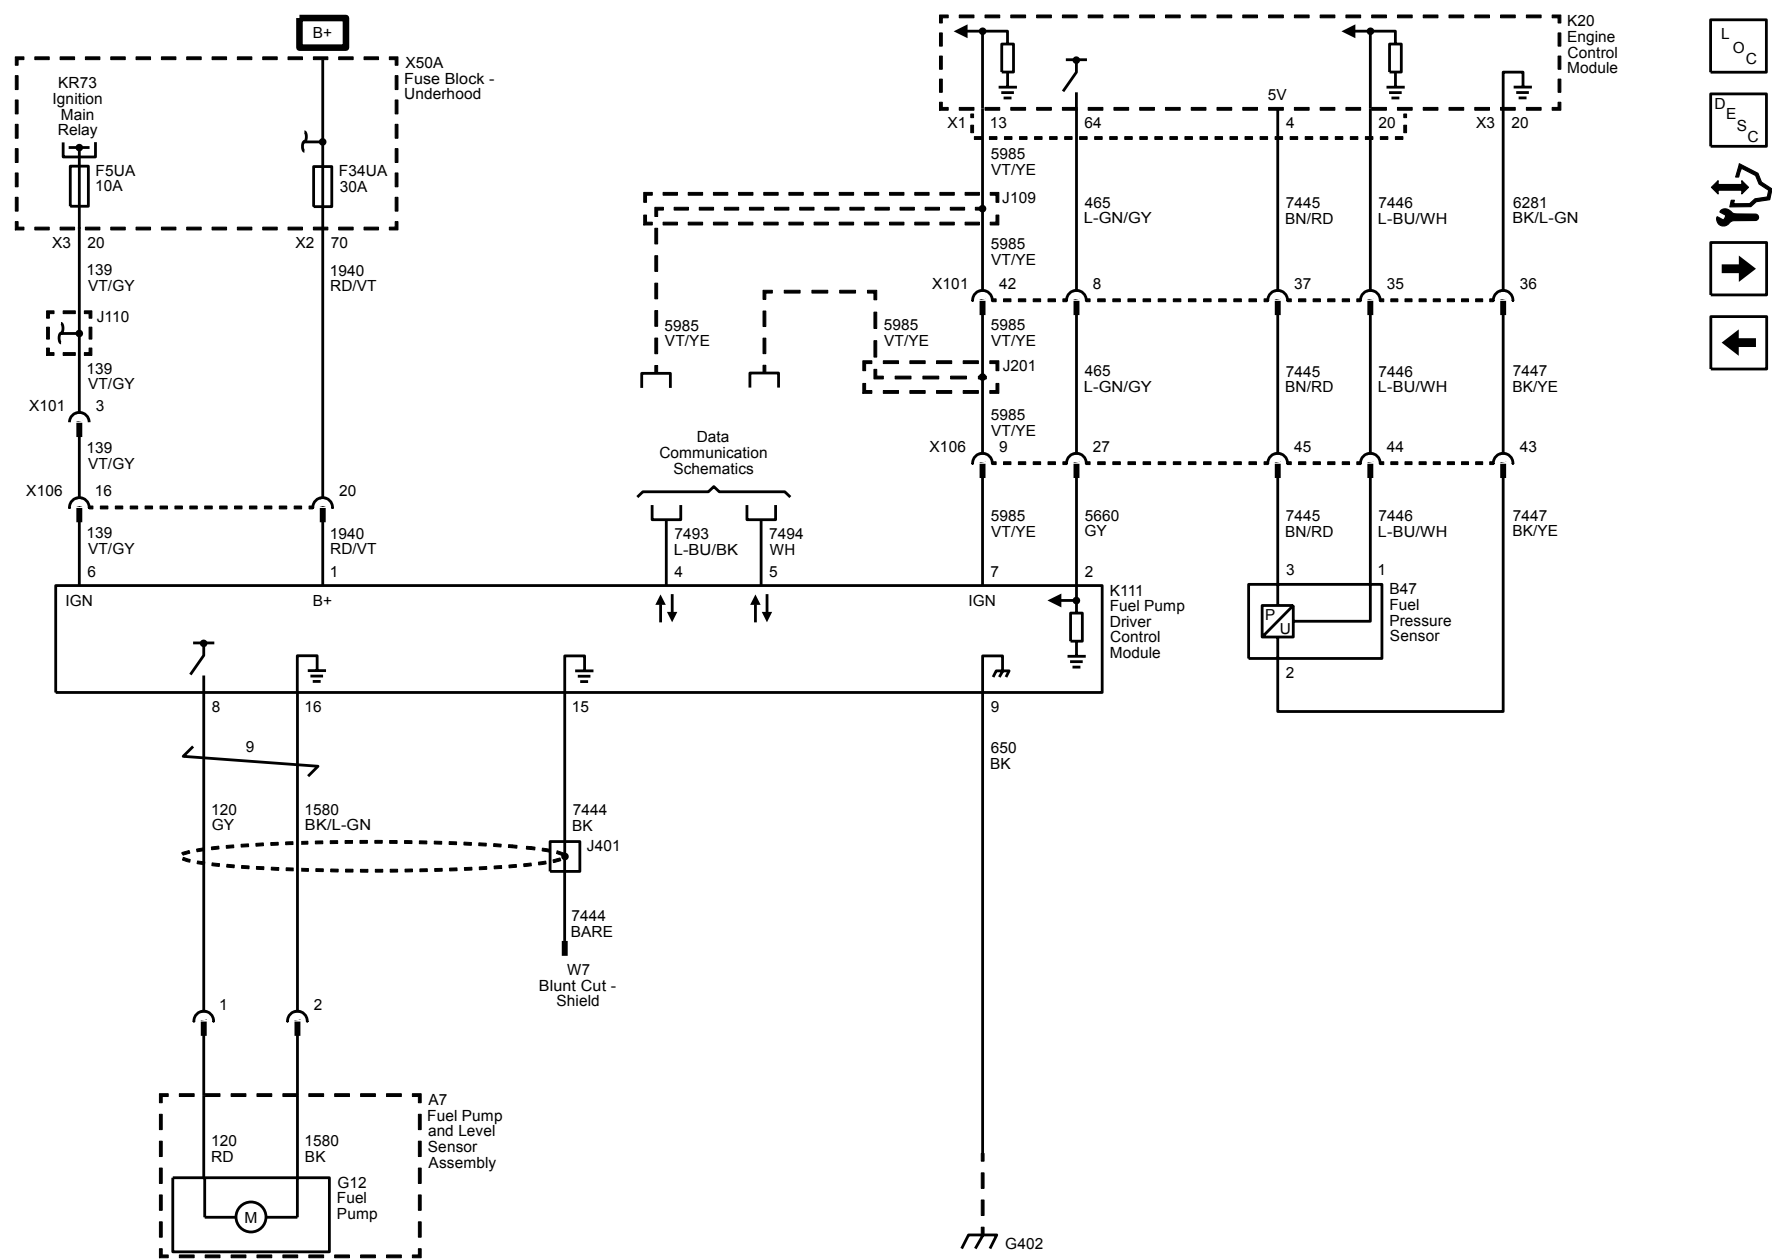 B+
X50A
Fuse Block -
Underhood
KR73
Ignition
Main
Relay
F5UA
10A
F34UA
30A
X3 20
X2 70
139
VT/GY
1940
RD/VT
J110
139
VT/GY
X101 3
139
VT/GY
X106 16
20
139
VT/GY
1940
RD/VT
6
1
K20
Engine
Control
Module
5V
X1 13
64
4
20
X3 20
5985
VT/YE
J109
465
L-GN/GY
7445
BN/RD
7446
L-BU/WH
6281
BK/L-GN
5985
VT/YE
X101 42
8
37
35
36
5985
VT/YE
5985
VT/YE
5985
VT/YE
J201
465
L-GN/GY
7445
BN/RD
7446
L-BU/WH
7447
BK/YE
5985
VT/YE
X106 9
27
45
44
43
Data
Communication
Schematics
7493
L-BU/BK
7494
WH
5985
VT/YE
5660
GY
7445
BN/RD
7446
L-BU/WH
7447
BK/YE
4
5
7
2
3
1
IGN
B+
IGN
K111
Fuel Pump
Driver
Control
Module
P
U
B47
Fuel
Pressure
Sensor
2
8
16
15
9
9
650
BK
120
GY
1580
BK/L-GN
7444
BK
J401
7444
BARE
W7
Blunt Cut -
Shield
1
2
A7
Fuel Pump
and Level
Sensor
Assembly
120
RD
1580
BK
G12
Fuel
Pump
M
G402
LOC
DESC